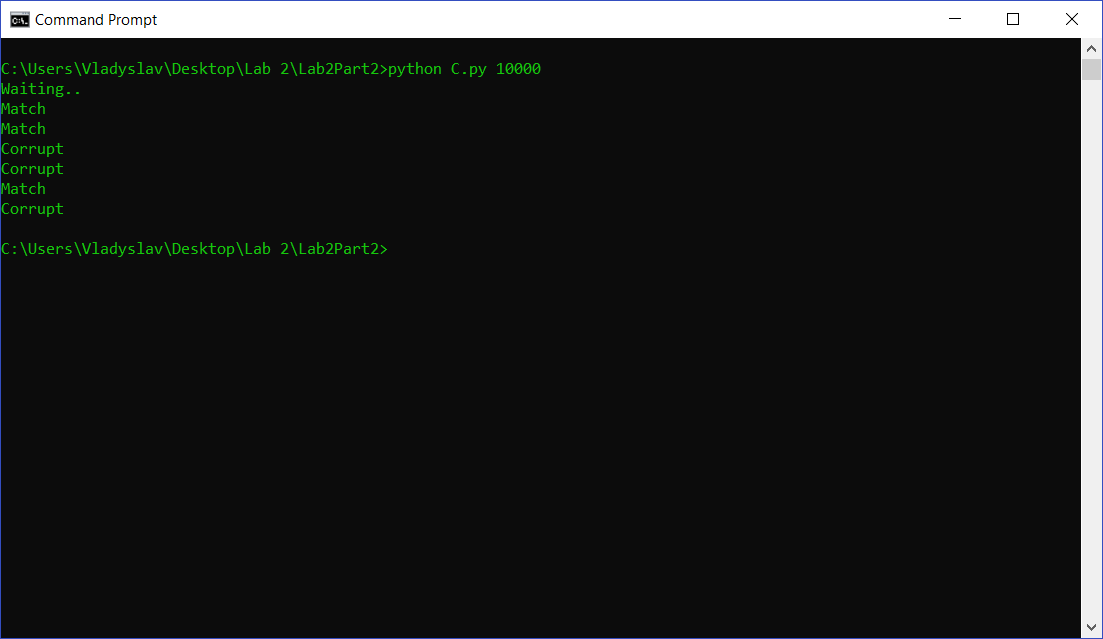 Command Prompt
C:\Users\Vladyslav\Desktop\Lab 2\Lab2Part2>python C.py 10000
Waiting..
Match
Match
Corrupt
Corrupt
Match
Corrupt
C:\Users\Vladyslav\Desktop\Lab 2\Lab2Part2>